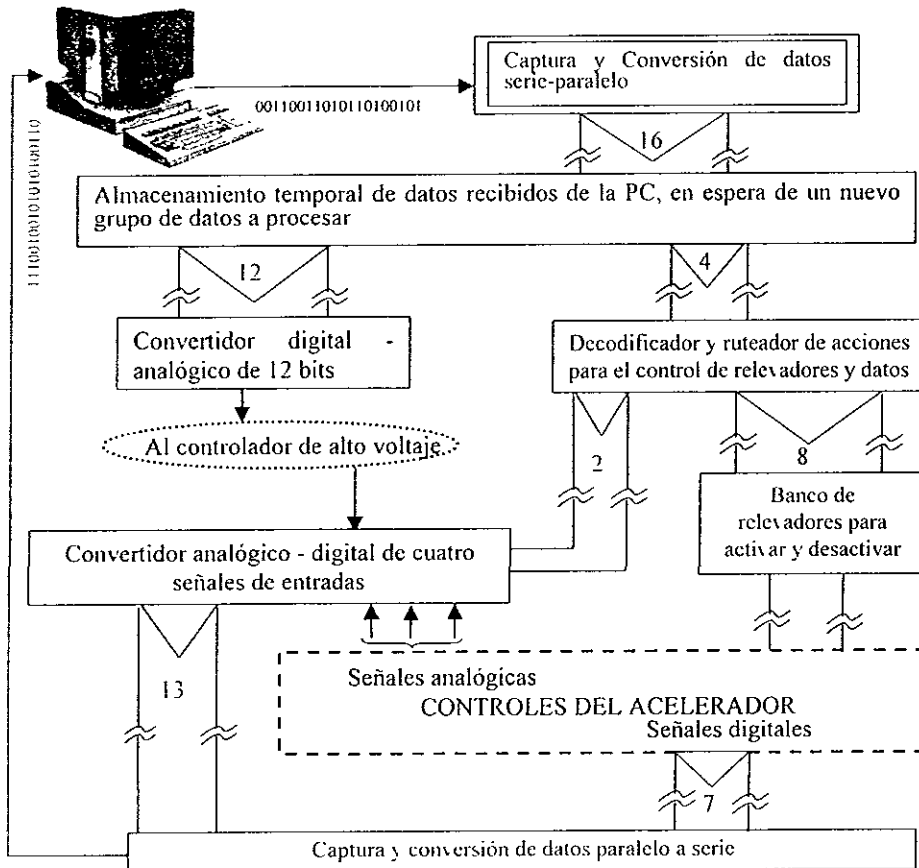 Captura y Conversión de datos
serie-paralelo
00110011010110100101
16
Almacenamiento temporal de datos recibidos de la PC, en espera de un nuevo
grupo de datos a procesar
12
4
Convertidor digital -
analógico de 12 bits
Decodificador y ruteador de acciones
para el control de relevadores y datos
Al controlador de alto voltaje
2
8
Banco de
relevadores para
activar y desactivar
Convertidor analógico - digital de cuatro
señales de entradas
13
Señales analógicas
CONTROLES DEL ACELERADOR
Señales digitales
7
Captura y conversión de datos paralelo a serie